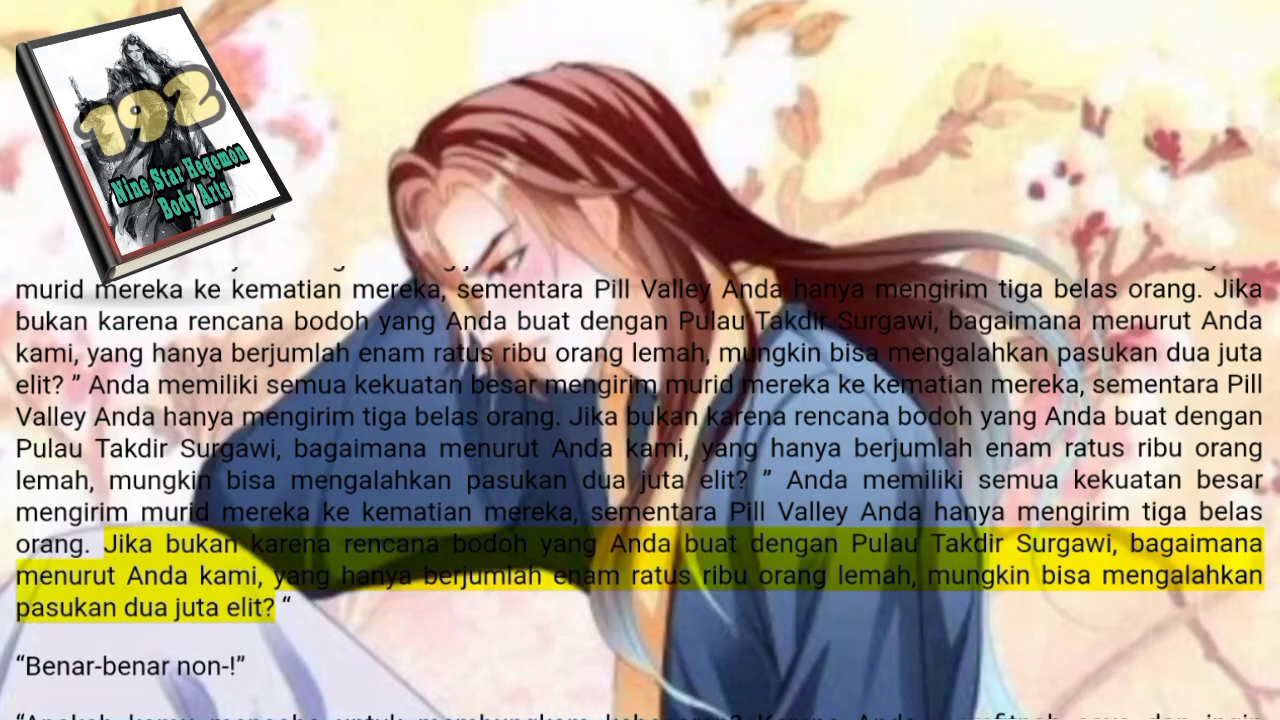 192
Nine Star Hegemon
Body Arts
murid mereka ke kematian mereka, sementara Pill Valley Anda hanya mengirim tiga belas orang. Jika
bukan karena rencana bodoh yang Anda buat dengan Pulau Takdir Surgawi, bagaimana menurut Anda
kami, yang hanya berjumlah enam ratus ribu orang lemah, mungkin bisa mengalahkan pasukan dua juta
elit? ” Anda memiliki semua kekuatan besar mengirim murid mereka ke kematian mereka, sementara Pill
Valley Anda hanya mengirim tiga belas orang. Jika bukan karena rencana bodoh yang Anda buat dengan
Pulau Takdir Surgawi, bagaimana menurut Anda kami, yang hanya berjumlah enam ratus ribu orang
lemah, mungkin bisa mengalahkan pasukan dua juta elit? ” Anda memiliki semua kekuatan besar
mengirim murid mereka ke kematian mereka, sementara Pill Valley Anda hanya mengirim tiga belas
orang. Jika bukan karena rencana bodoh yang Anda buat dengan Pulau Takdir Surgawi, bagaimana
menurut Anda kami, yang hanya berjumlah enam ratus ribu orang lemah, mungkin bisa mengalahkan
pasukan dua juta elit? “
“Benar-benar non-!”